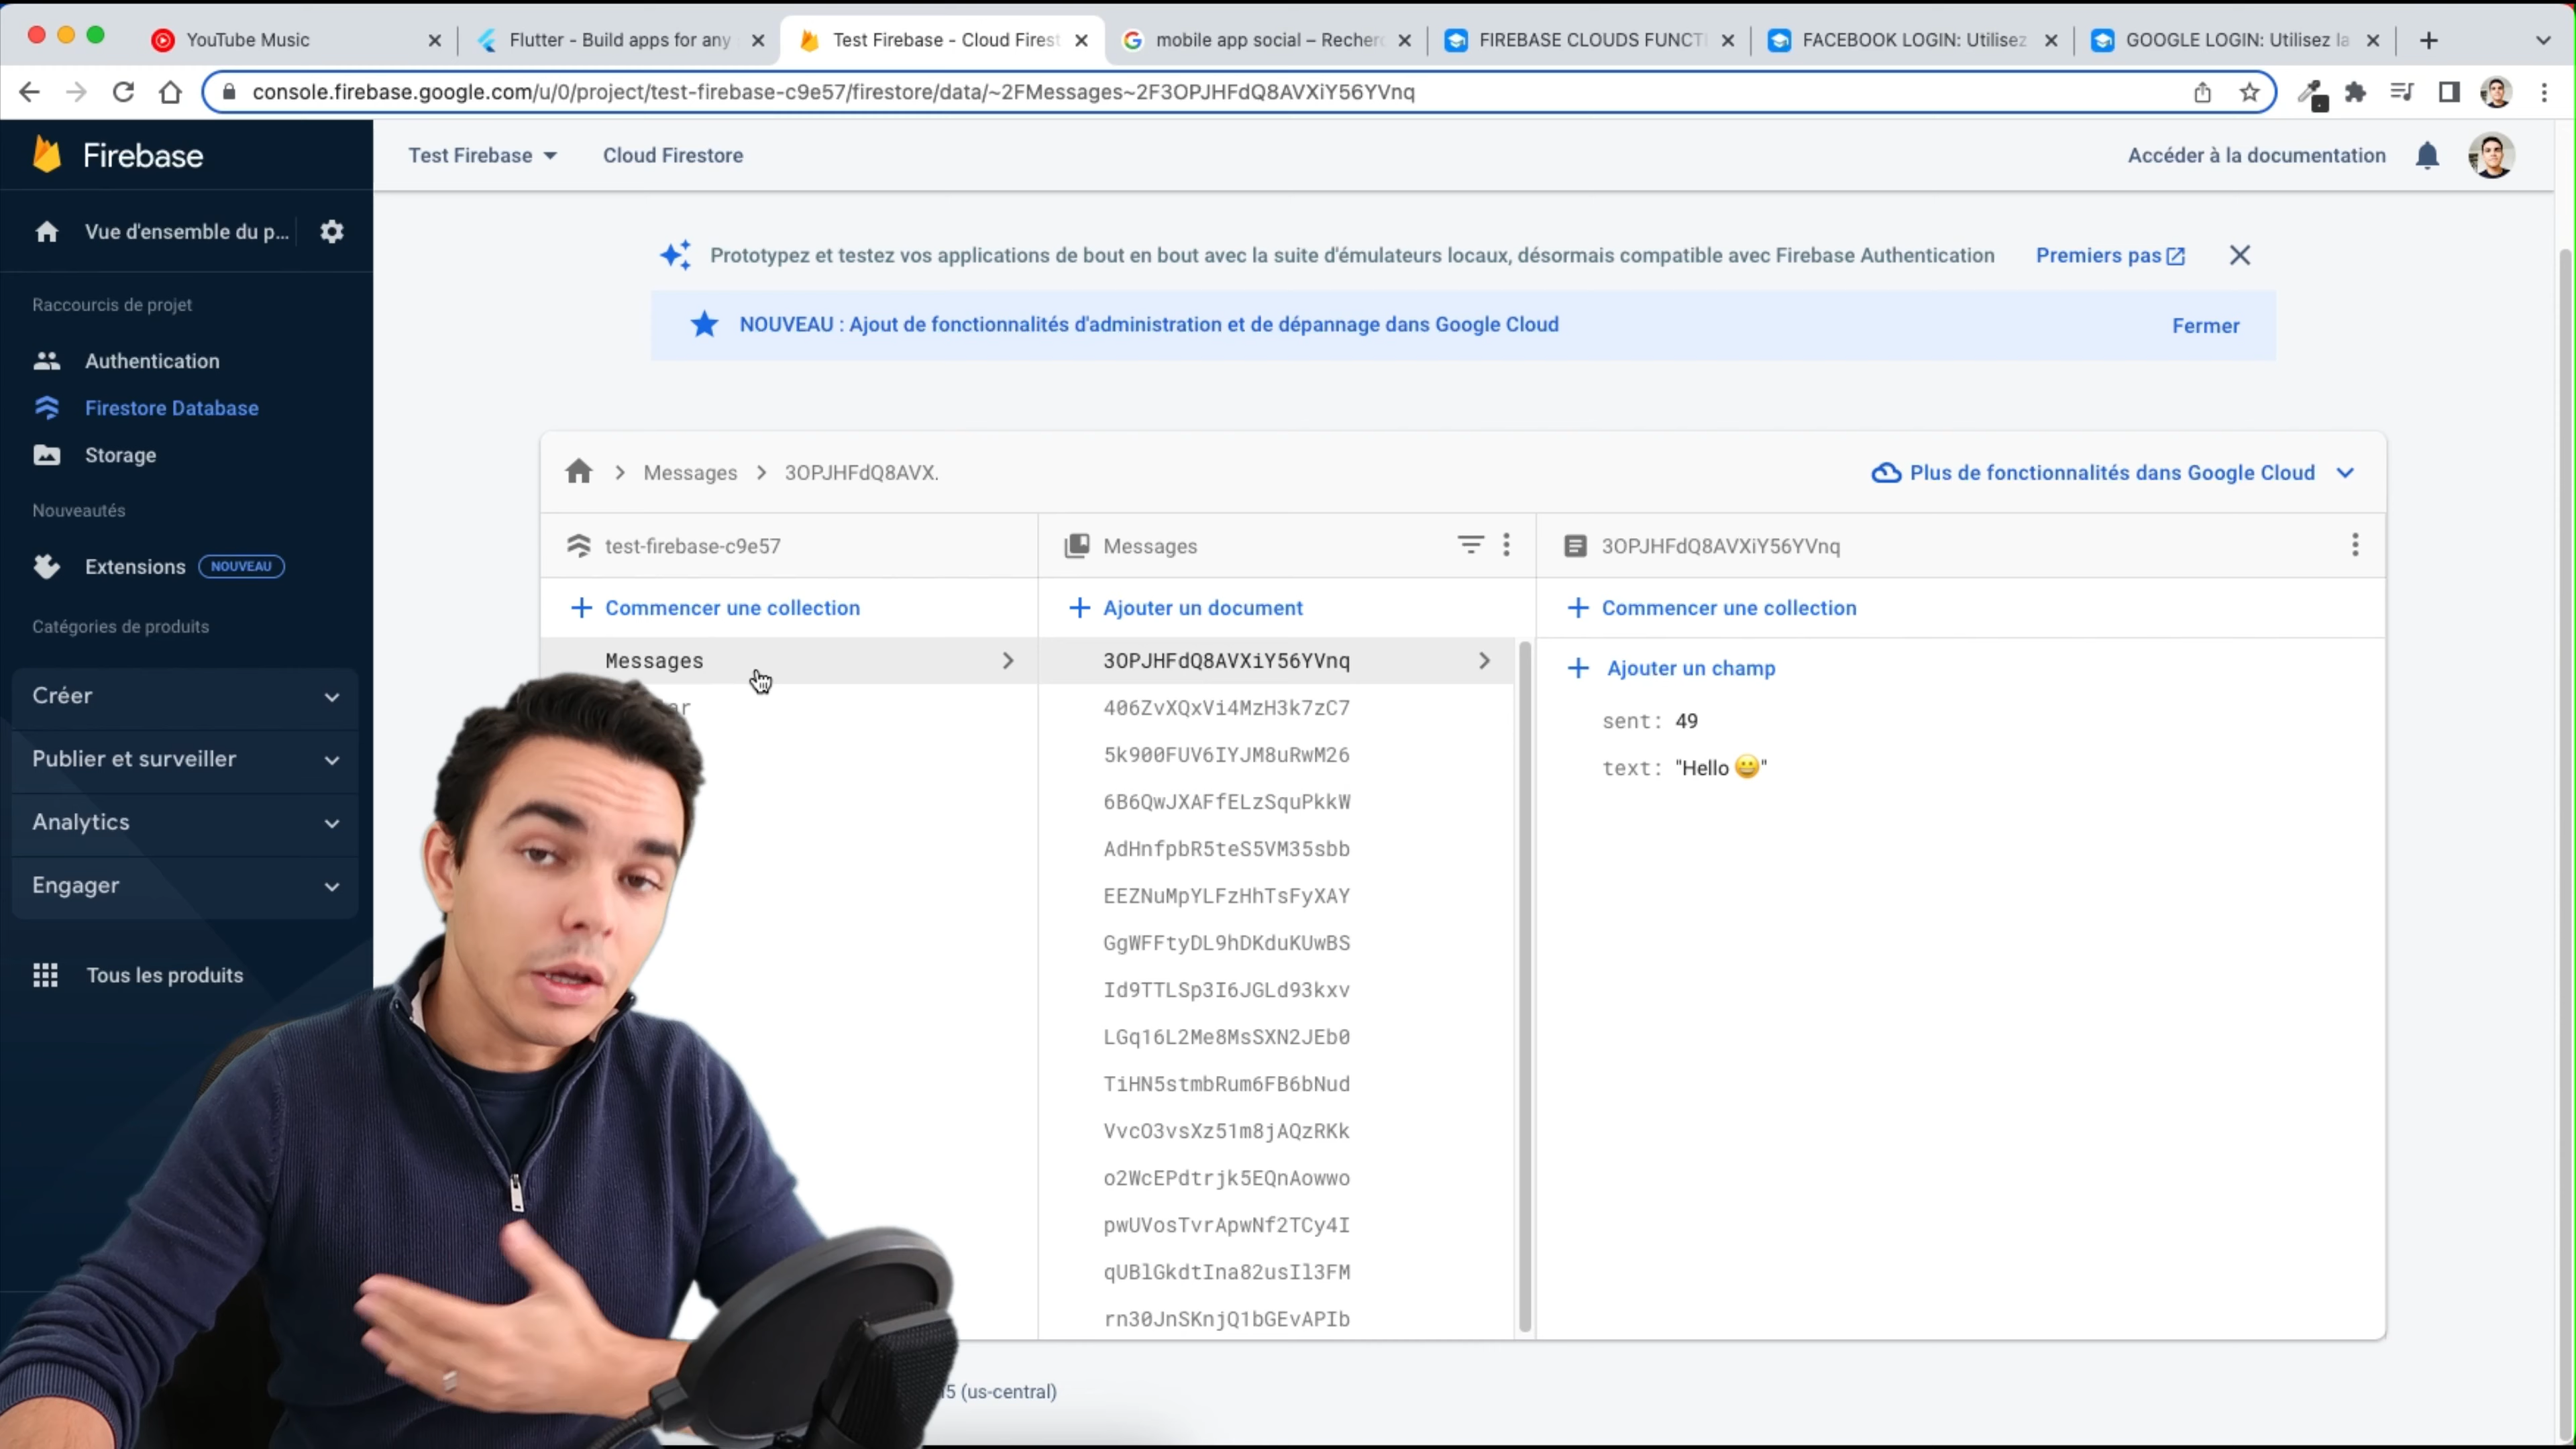 YouTube Music
Flutter - Build apps for any
Test Firebase - Cloud Firest
mobile app social – Recherc
FIREBASE CLOUDS FUNCTI
FACEBOOK LOGIN: Utilisez
GOOGLE LOGIN: Utilisez la
console.firebase.google.com/u/0/project/test-firebase-c9e57/firestore/data/~2FMessages~2F3OPJHFdQ8AVXiY56YVnq
Firebase
Test Firebase
Cloud Firestore
Accéder à la documentation
Vue d'ensemble du p...
Raccourcis de projet
Authentication
Firestore Database
Storage
Nouveautés
Extensions NOUVEAU
Catégories de produits
Créer
Publier et surveiller
Analytics
Engager
Tous les produits
Prototypez et testez vos applications de bout en bout avec la suite d'émulateurs locaux, désormais compatible avec Firebase Authentication
Premiers pas
NOUVEAU : Ajout de fonctionnalités d'administration et de dépannage dans Google Cloud
Fermer
Messages > 3OPJHFdQ8AVX.
Plus de fonctionnalités dans Google Cloud
test-firebase-c9e57
Commencer une collection
Messages
Messages
Ajouter un document
3OPJHFdQ8AVXiY56YVnq
406ZvXQxVi4MzH3k7zC7
5k900FUV6IYJM8uRwM26
6B6QwJXAFfELzSquPkkW
AdHnfpbR5teS5VM35sbb
EEZNuMpYLFzHhTsFyXAY
GgWFFtyDL9hDKduKUwBS
Id9TTLSp3I6JGLd93kxv
LGq16L2Me8MsSXN2JEb0
TiHN5stmbRum6FB6bNud
VvcO3vsXz51m8jAQzRKk
o2WcEPdtrjk5EQnAowwo
pwUVosTvrApwNf2TCy4I
qUBlGkdtIna82usIl3FM
rn30JnSKnjQ1bGEvAPIb
3OPJHFdQ8AVXiY56YVnq
Commencer une collection
Ajouter un champ
sent: 49
text: "Hello 😀"
(us-central)